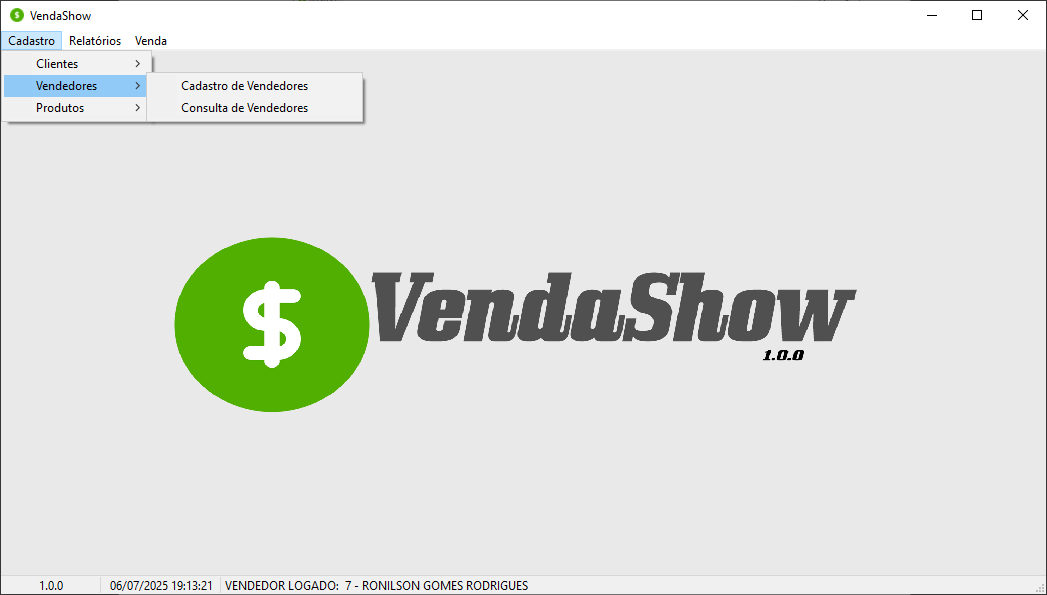 VendaShow
Cadastro Relatórios Venda
Clientes
Vendedores
Produtos
Cadastro de Vendedores
Consulta de Vendedores
$
VendaShow
1.0.0
1.0.0 06/07/2025 19:13:21 VENDEDOR LOGADO: 7 - RONILSON GOMES RODRIGUES